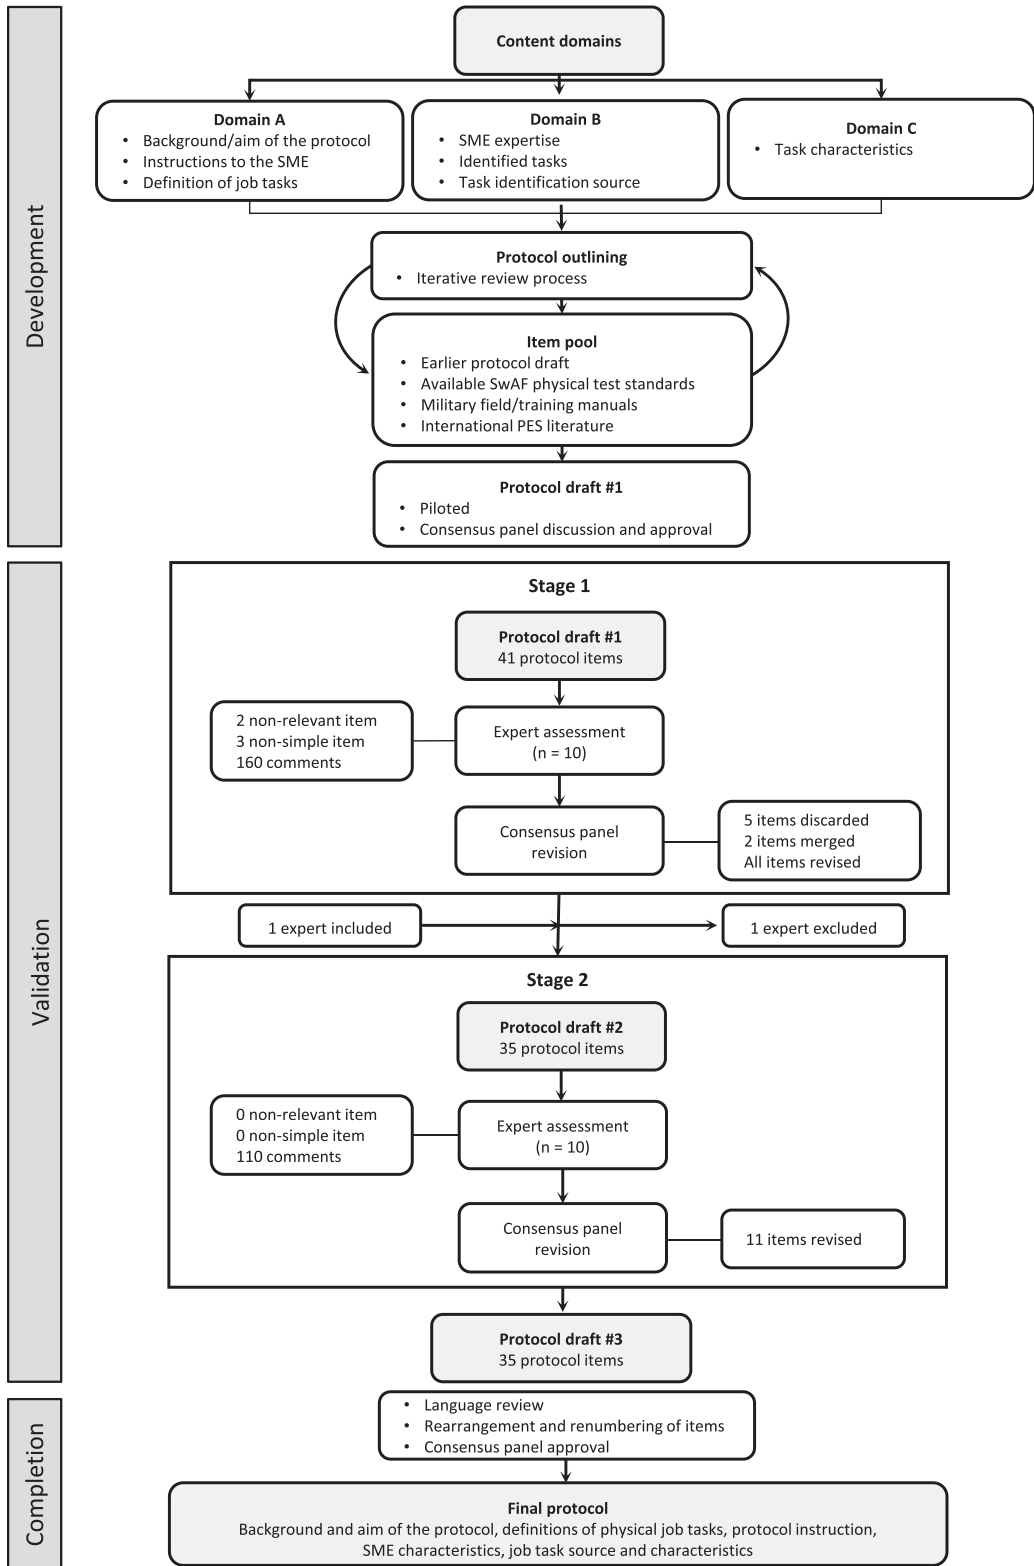 Development
Content domains
Domain A
• Background/aim of the protocol
• Instructions to the SME
• Definition of job tasks
Domain B
• SME expertise
• Identified tasks
• Task identification source
Domain C
• Task characteristics
Protocol outlining
• Iterative review process
Item pool
• Earlier protocol draft
• Available SwAF physical test standards
• Military field/training manuals
• International PES literature
Protocol draft #1
• Piloted
• Consensus panel discussion and approval
Validation
Stage 1
Protocol draft #1
41 protocol items
2 non-relevant item
3 non-simple item
160 comments
Expert assessment
(n = 10)
Consensus panel
revision
5 items discarded
2 items merged
All items revised
1 expert included
1 expert excluded
Stage 2
Protocol draft #2
35 protocol items
0 non-relevant item
0 non-simple item
110 comments
Expert assessment
(n = 10)
Consensus panel
revision
11 items revised
Protocol draft #3
35 protocol items
Completion
• Language review
• Rearrangement and renumbering of items
• Consensus panel approval
Final protocol
Background and aim of the protocol, definitions of physical job tasks, protocol instruction,
SME characteristics, job task source and characteristics